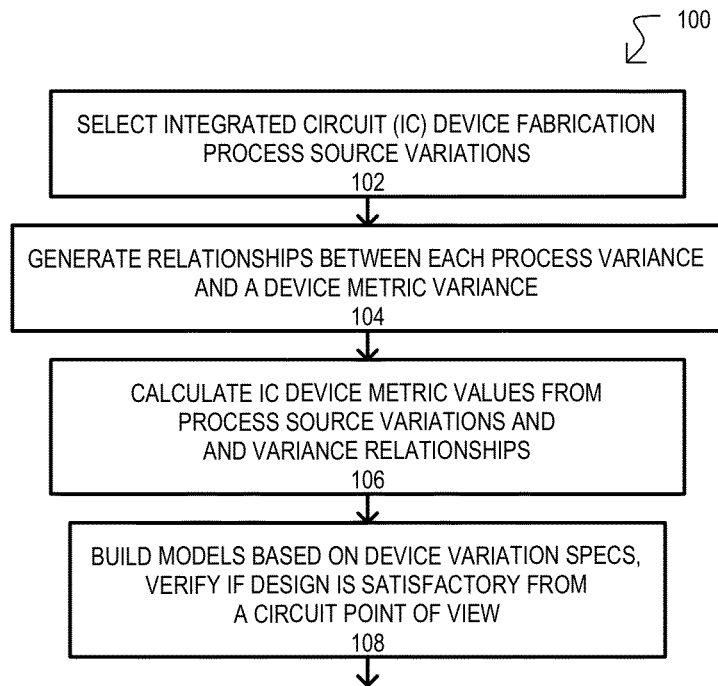 100
SELECT INTEGRATED CIRCUIT (IC) DEVICE FABRICATION
PROCESS SOURCE VARIATIONS
102
GENERATE RELATIONSHIPS BETWEEN EACH PROCESS VARIANCE
AND A DEVICE METRIC VARIANCE
104
CALCULATE IC DEVICE METRIC VALUES FROM
PROCESS SOURCE VARIATIONS AND
AND VARIANCE RELATIONSHIPS
106
BUILD MODELS BASED ON DEVICE VARIATION SPECS,
VERIFY IF DESIGN IS SATISFACTORY FROM
A CIRCUIT POINT OF VIEW
108